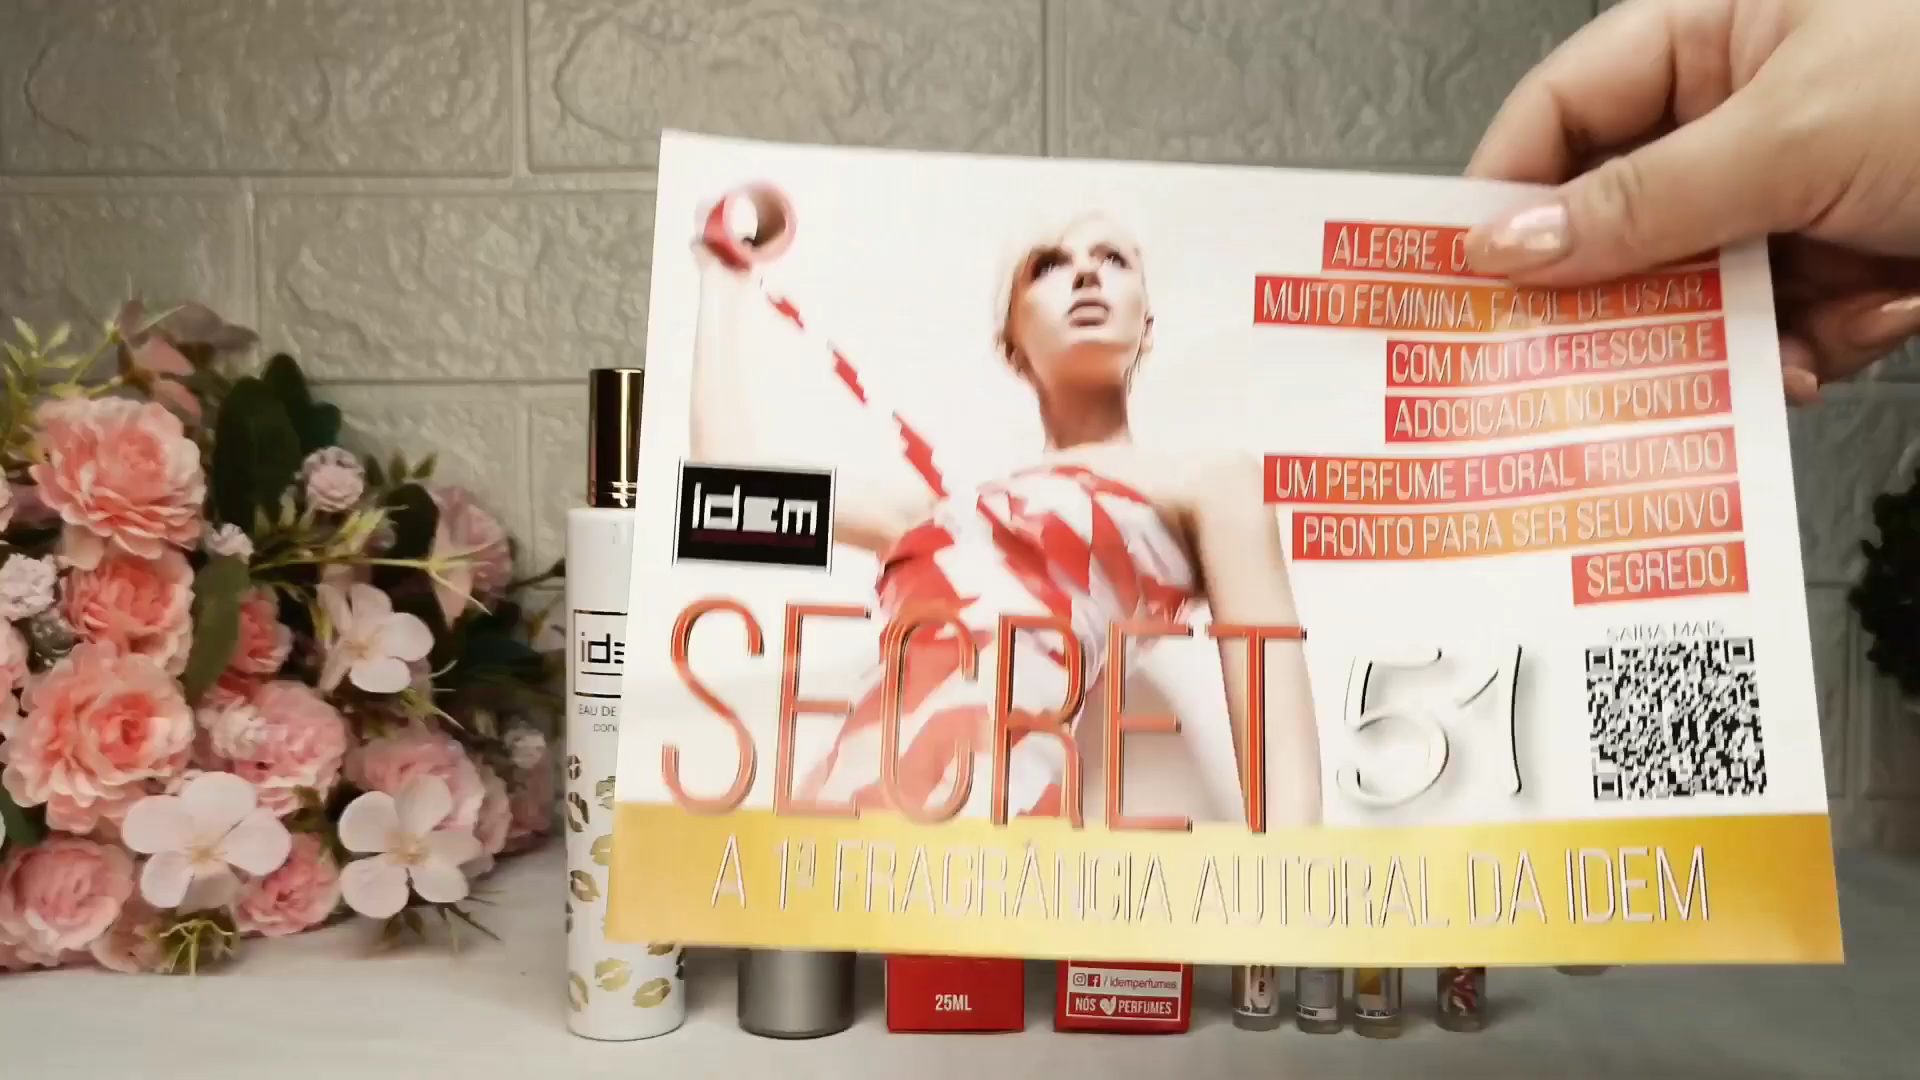 ALEGRE,
MUITO FEMININA, FÁCIL DE USAR,
COM MUITO FRESCOR E
ADOCICADA NO PONTO,
UM PERFUME FLORAL FRUTADO
PRONTO PARA SER SEU NOVO
SEGREDO.
idem
SECRET 51
SAIBA MAIS
A 1ª FRAGRÂNCIA AUTORAL DA IDEM
EAU DE
25ML
/idemperfumes
NÓS PERFUMES